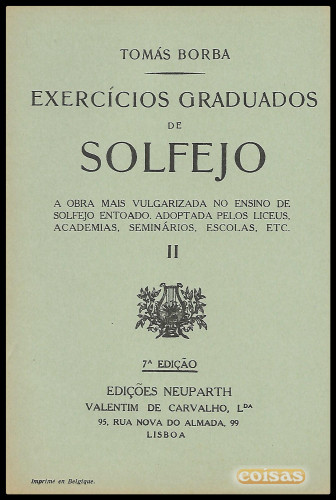 TOMÁS BORBA
EXERCÍCIOS GRADUADOS
DE
SOLFEJO
A OBRA MAIS VULGARIZADA NO ENSINO DE
SOLFEJO ENTOADO. ADOPTADA PELOS LICEUS,
ACADEMIAS, SEMINÁRIOS, ESCOLAS, ETC.
II
7ª EDIÇÃO
EDIÇÕES NEUPARTH
VALENTIM DE CARVALHO, Lᴰᴬ
95, RUA NOVA DO ALMADA, 99
LISBOA
Imprime en Belgique.
coisas